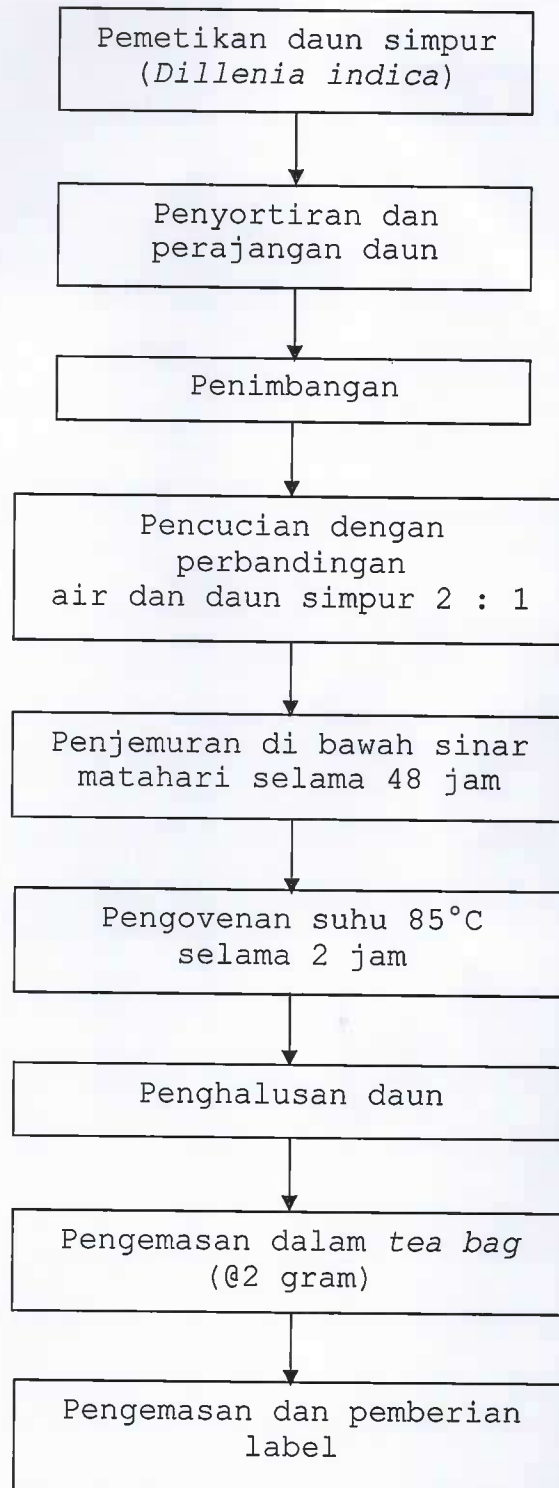 Pemetikan daun simpur
(Dillenia indica)
Penyortiran dan
perajangan daun
Penimbangan
Pencucian dengan
perbandingan
air dan daun simpur 2 : 1
Penjemuran di bawah sinar
matahari selama 48 jam
Pengovenan suhu 85°C
selama 2 jam
Penghalusan daun
Pengemasan dalam tea bag
(@2 gram)
Pengemasan dan pemberian
label